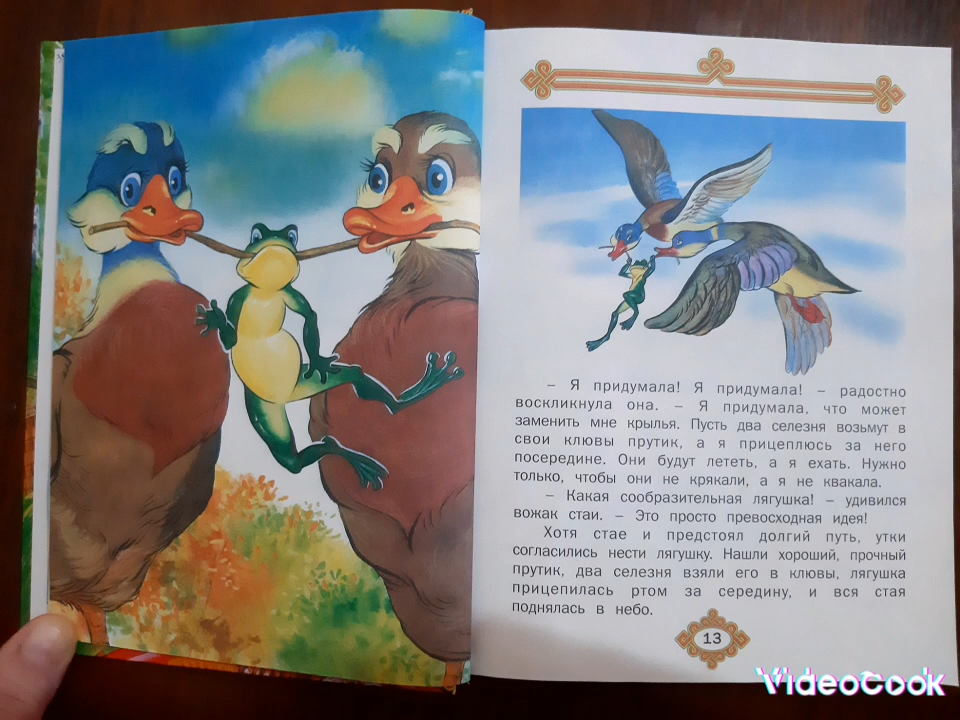 – Я придумала! Я придумала! – радостно
воскликнула она. – Я придумала, что может
заменить мне крылья. Пусть два селезня возьмут в
свои клювы прутик, а я прицеплюсь за него
посередине. Они будут лететь, а я ехать. Нужно
только, чтобы они не крякали, а я не квакала.
– Какая сообразительная лягушка! – удивился
вожак стаи. – Это просто превосходная идея!
Хотя стае и предстоял долгий путь, утки
согласились нести лягушку. Нашли хороший, прочный
прутик, два селезня взяли его в клювы, лягушка
прицепилась ртом за середину, и вся стая
поднялась в небо.
13
VideoCook